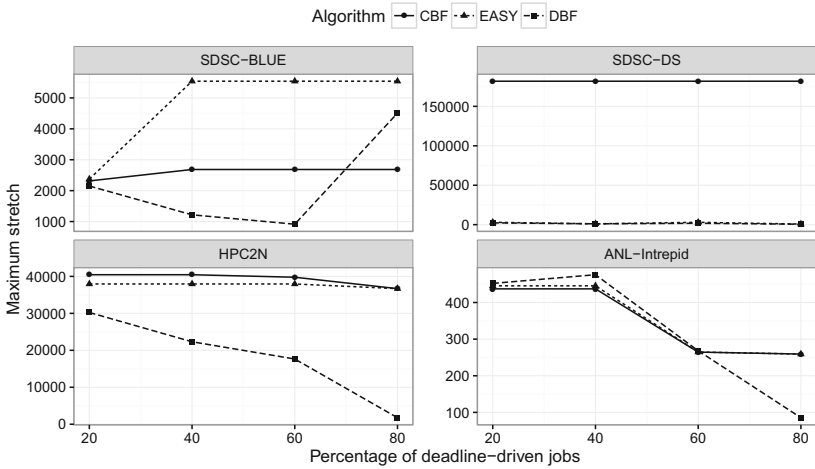 Algorithm CBF EASY DBF
SDSC−BLUE
SDSC−DS
5000
4000
3000
2000
1000
150000
100000
50000
0
HPC2N
ANL−Intrepid
40000
30000
20000
10000
0
400
300
200
100
20 40 60 80
20 40 60 80
Maximum stretch
Percentage of deadline−driven jobs